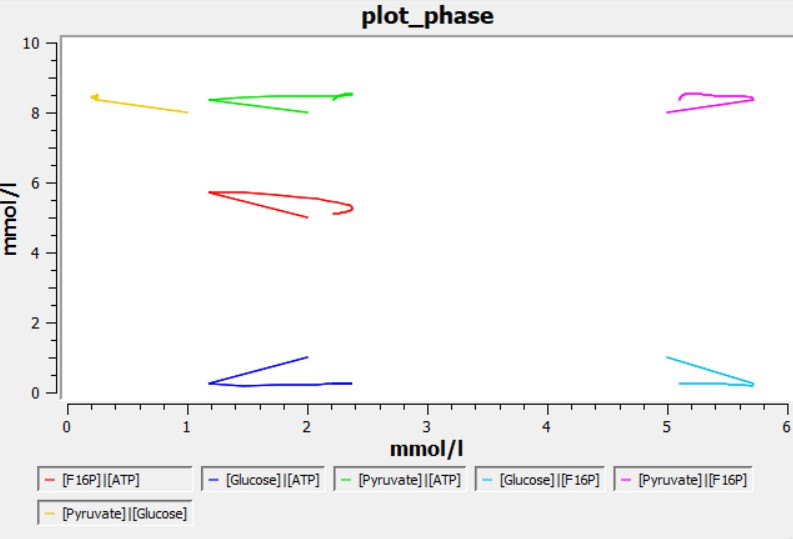 plot_phase
10
8
6
4
2
0
mmol/l
0 1 2 3 4 5 6
mmol/l
[F16P]|[ATP] [Glucose]|[ATP] [Pyruvate]|[ATP] [Glucose]|[F16P] [Pyruvate]|[F16P]
[Pyruvate]|[Glucose]